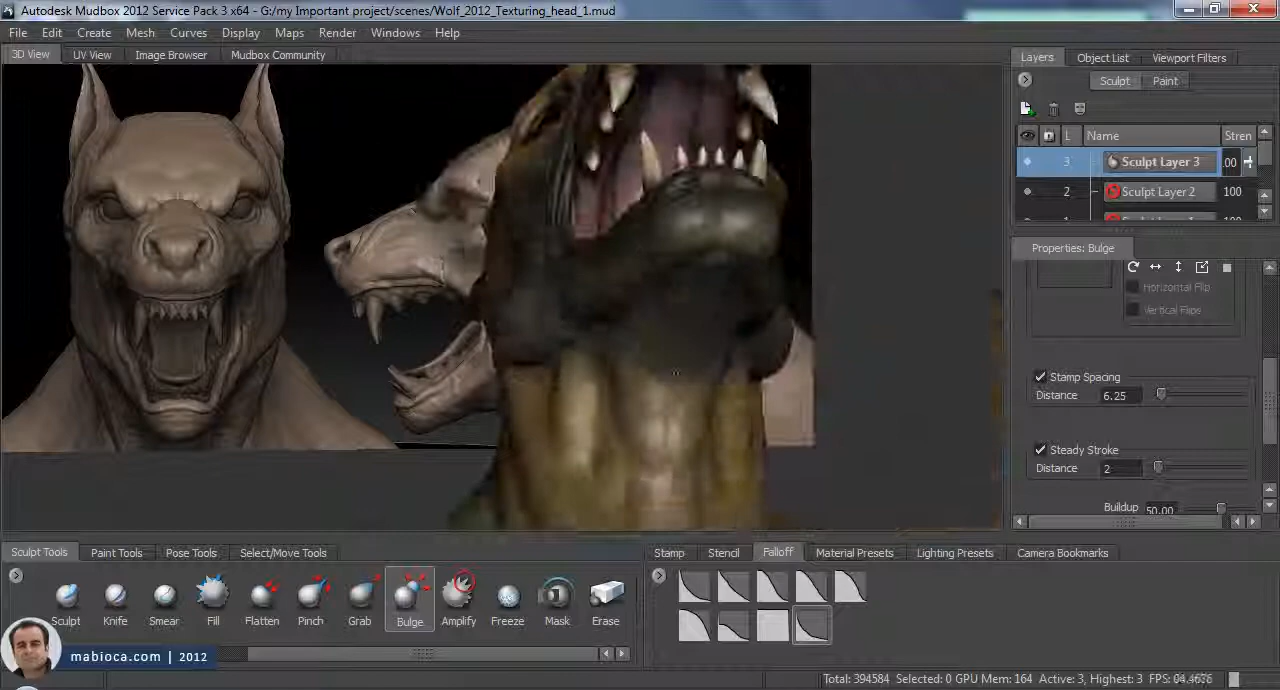 Autodesk Mudbox 2012 Service Pack 3 x64 - G:/my Important project/scenes/Wolf_2012_Texturing_head_1.mud
File Edit Create Mesh Curves Display Maps Render Windows Help
3D View UV View Image Browser Mudbox Community
Layers Object List Viewport Filters
Sculpt Paint
L Name Stren
3 Sculpt Layer 3 .00
2 Sculpt Layer 2 100
Properties: Bulge
Horizontal Flip
Vertical Flips
Stamp Spacing
Distance 6.25
Steady Stroke
Distance 2
Buildup 50.00
Sculpt Tools Paint Tools Pose Tools Select/Move Tools
Stamp Stencil Falloff Material Presets Lighting Presets Camera Bookmarks
Sculpt Knife Smear Fill Flatten Pinch Grab Bulge Amplify Freeze Mask Erase
mabioca.com | 2012
Total: 394584 Selected: 0 GPU Mem: 164 Active: 3, Highest: 3 FPS: 04.4676